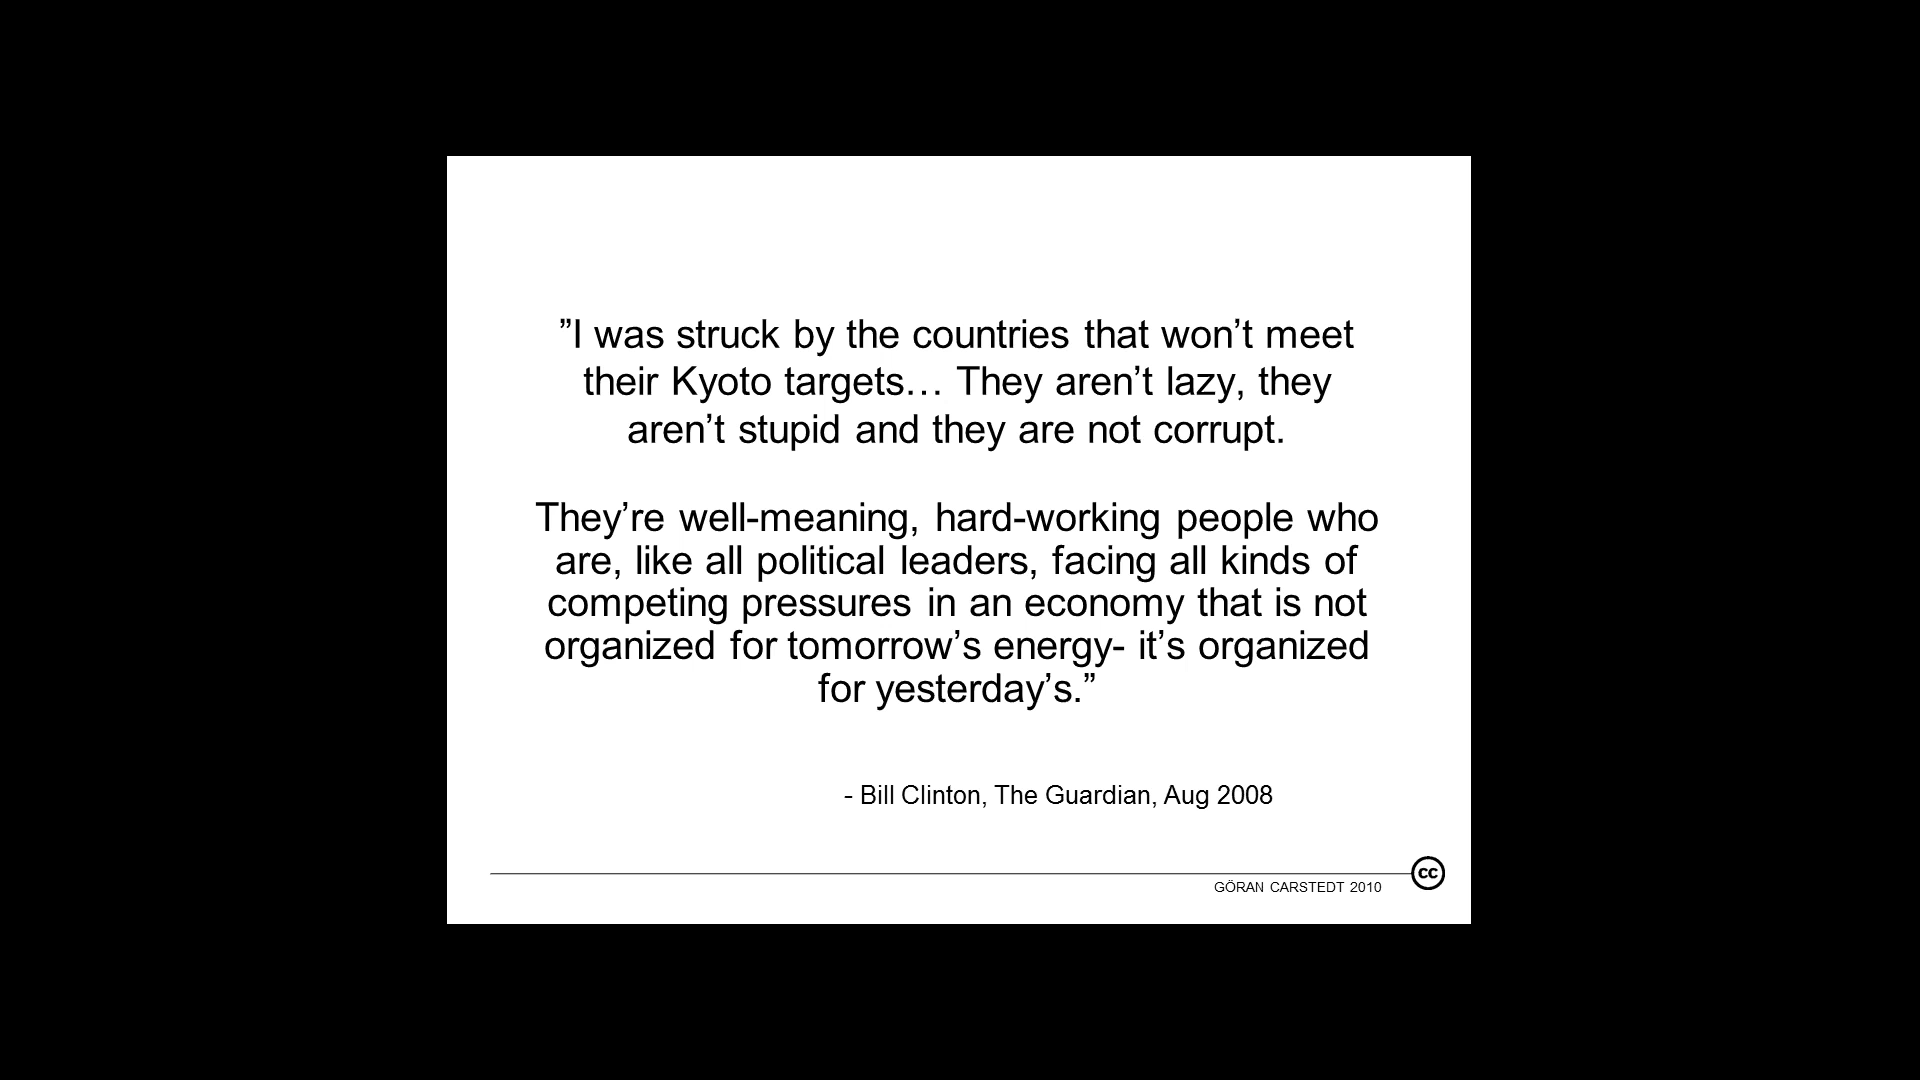 ”I was struck by the countries that won’t meet
their Kyoto targets… They aren’t lazy, they
aren’t stupid and they are not corrupt.
They’re well-meaning, hard-working people who
are, like all political leaders, facing all kinds of
competing pressures in an economy that is not
organized for tomorrow’s energy- it’s organized
for yesterday’s.”
- Bill Clinton, The Guardian, Aug 2008
cc
GÖRAN CARSTEDT 2010